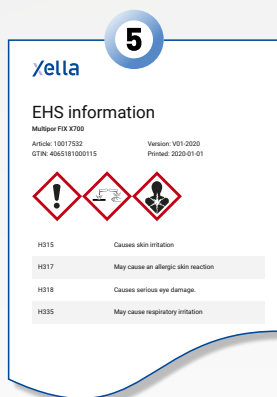 5
Xella
EHS information
Multipor FIX X700
Article: 10017532 Version: V01-2020
GTIN: 4065181000115 Printed: 2020-01-01
H315 Causes skin irritation
H317 May cause an allergic skin reaction
H318 Causes serious eye damage.
H335 May cause respiratory irritation